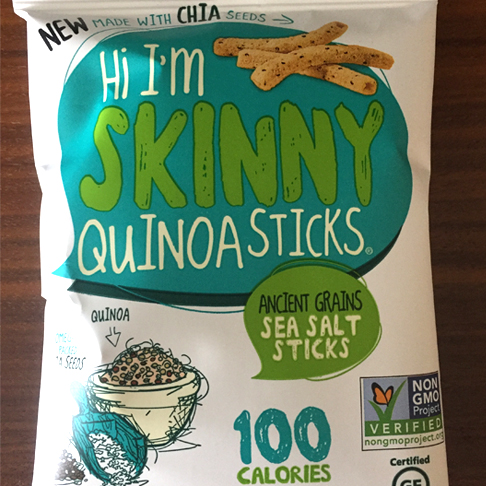 NEW MADE WITH CHIA SEEDS
Hi I'M
SKINNY
QUINOA STICKS®
ANCIENT GRAINS
SEA SALT
STICKS
QUINOA
SEEDS
100
CALORIES
NON
GMO
Project
VERIFIED
nongmoproject.org
Certified
GF